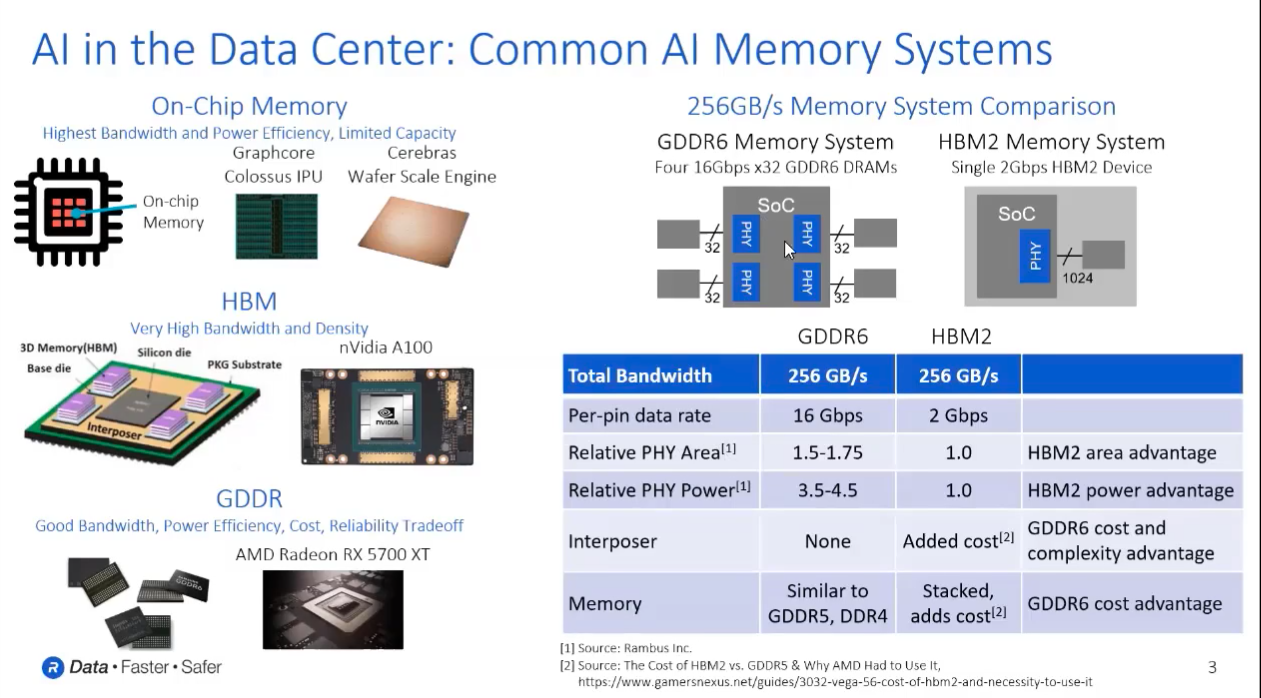 AI in the Data Center: Common AI Memory Systems
On-Chip Memory
Highest Bandwidth and Power Efficiency, Limited Capacity
Graphcore
Colossus IPU
Cerebras
Wafer Scale Engine
On-chip
Memory
HBM
Very High Bandwidth and Density
3D Memory(HBM)
Silicon die
Base die
PKG Substrate
Interposer
nVidia A100
NVIDIA
GDDR
Good Bandwidth, Power Efficiency, Cost, Reliability Tradeoff
AMD Radeon RX 5700 XT
GDDR6
256GB/s Memory System Comparison
GDDR6 Memory System
Four 16Gbps x32 GDDR6 DRAMs
SoC
PHY PHY
32 32
PHY PHY
32 32
HBM2 Memory System
Single 2Gbps HBM2 Device
SoC
PHY
1024
GDDR6 HBM2
Total Bandwidth 256 GB/s 256 GB/s
Per-pin data rate 16 Gbps 2 Gbps
Relative PHY Area[1] 1.5-1.75 1.0 HBM2 area advantage
Relative PHY Power[1] 3.5-4.5 1.0 HBM2 power advantage
Interposer None Added cost[2] GDDR6 cost and
complexity advantage
Memory Similar to
GDDR5, DDR4 Stacked,
adds cost[2] GDDR6 cost advantage
[1] Source: Rambus Inc.
[2] Source: The Cost of HBM2 vs. GDDR5 & Why AMD Had to Use It,
https://www.gamersnexus.net/guides/3032-vega-56-cost-of-hbm2-and-necessity-to-use-it
R Data • Faster • Safer
3